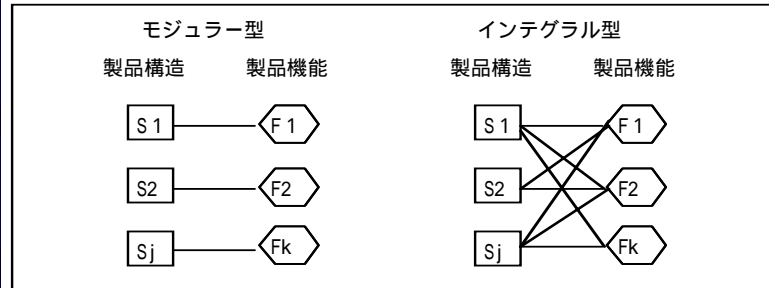 モジュラー型 インテグラル型
製品構造 製品機能 製品構造 製品機能
S1 F1 S1 F1
S2 F2 S2 F2
Sj Fk Sj Fk